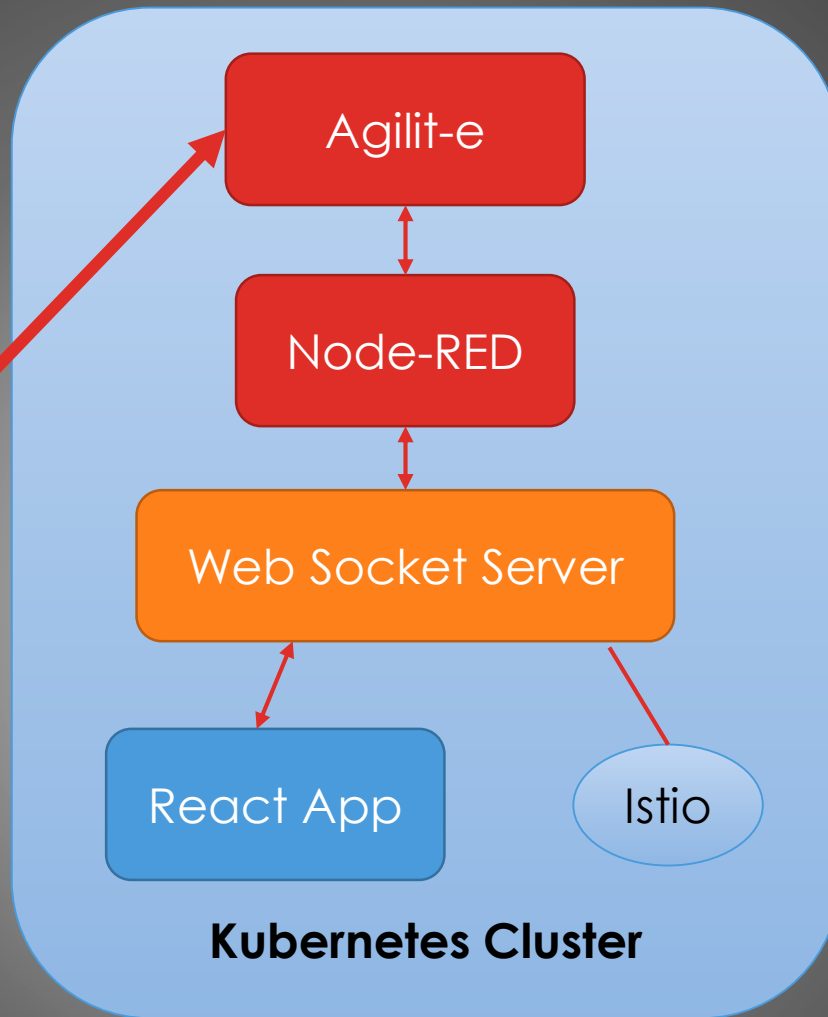 Agilit-e
Node-RED
Web Socket Server
React App
Istio
Kubernetes Cluster